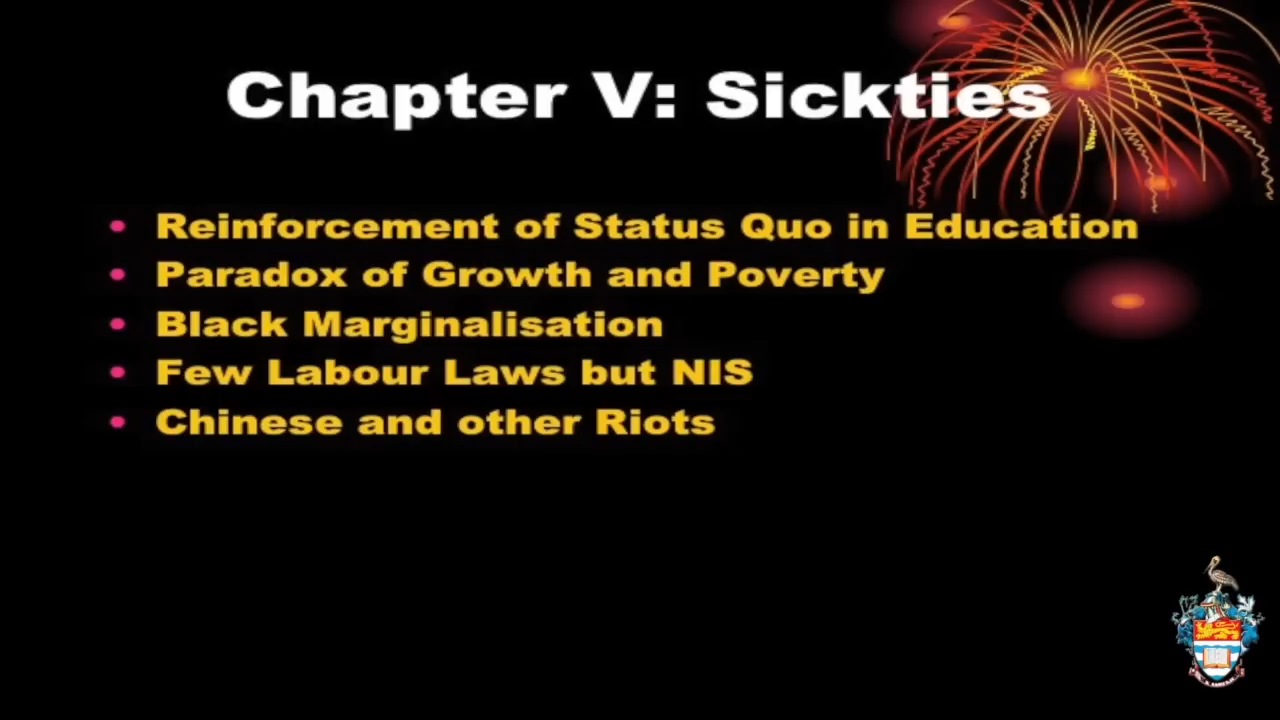 Chapter V: Sickties
• Reinforcement of Status Quo in Education
• Paradox of Growth and Poverty
• Black Marginalisation
• Few Labour Laws but NIS
• Chinese and other Riots